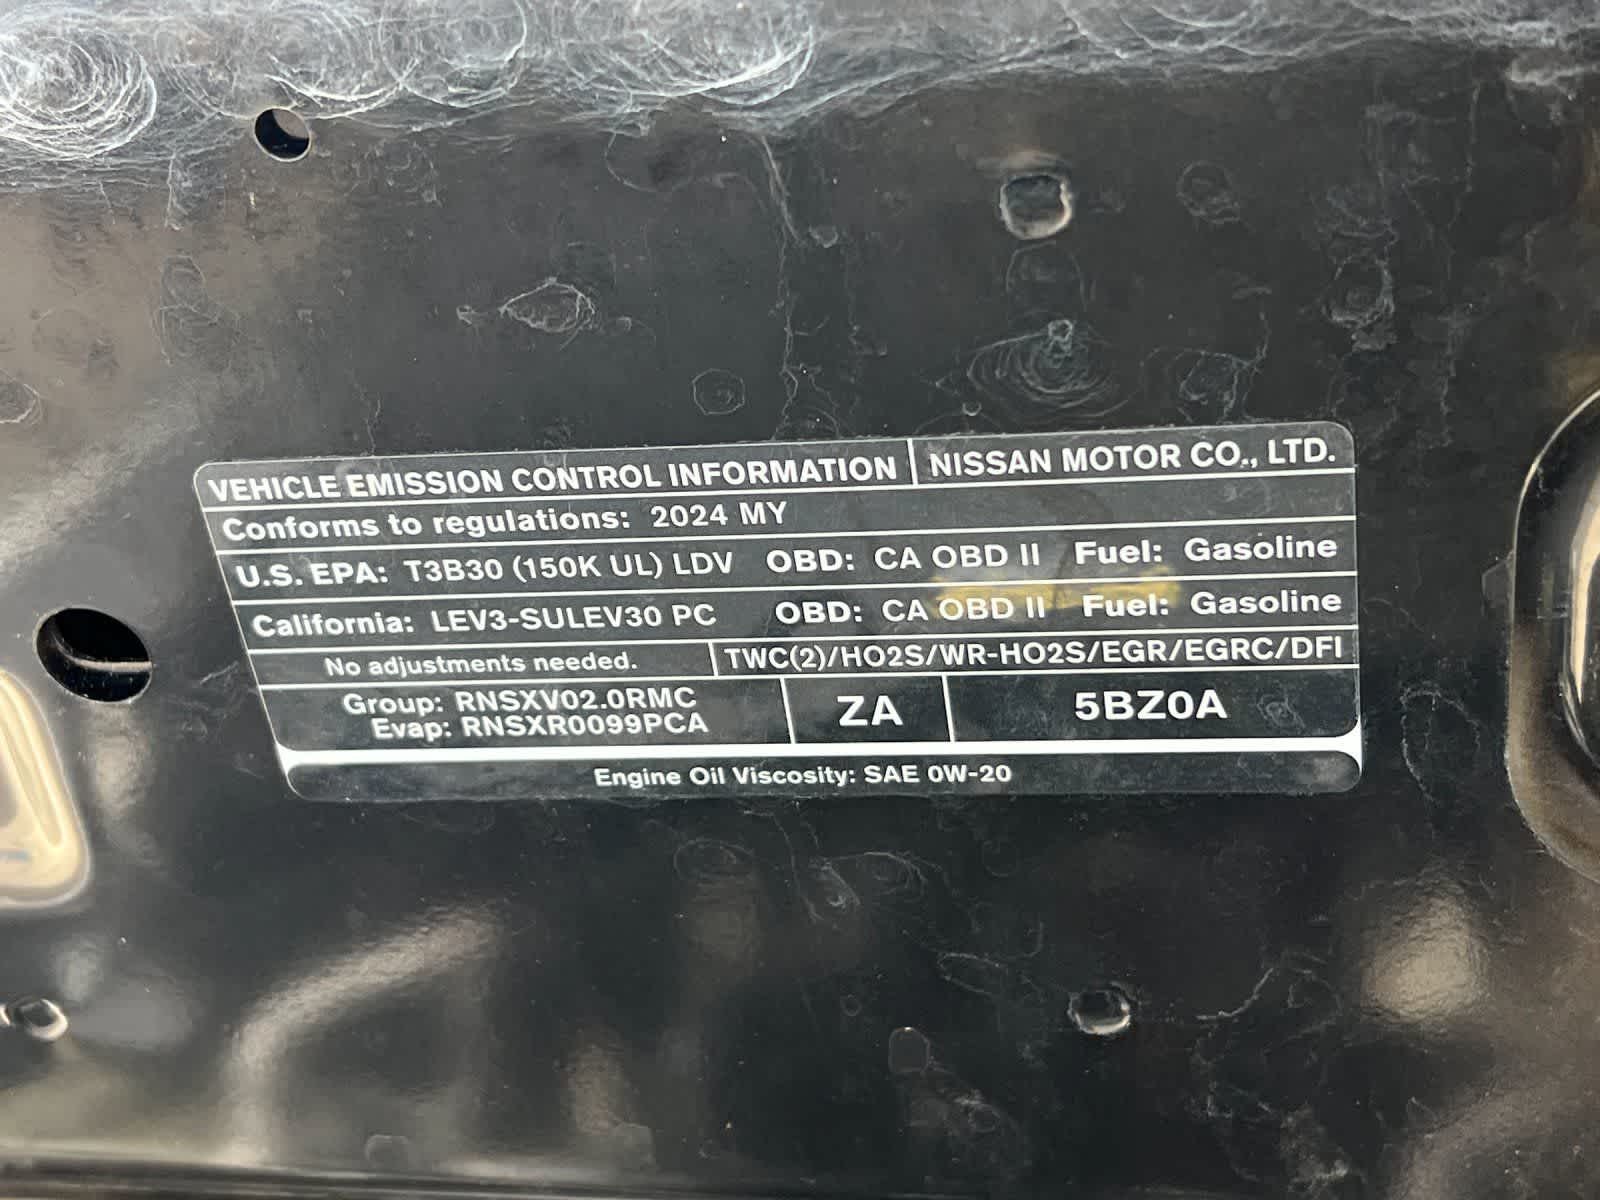 VEHICLE EMISSION CONTROL INFORMATION NISSAN MOTOR CO., LTD.
Conforms to regulations: 2024 MY
U.S. EPA: T3B30 (150K UL) LDV OBD: CA OBD II Fuel: Gasoline
California: LEV3-SULEV30 PC OBD: CA OBD II Fuel: Gasoline
No adjustments needed. TWC(2)/HO2S/WR-HO2S/EGR/EGRC/DFI
Group: RNSXV02.0RMC
Evap: RNSXR0099PCA
ZA
5BZ0A
Engine Oil Viscosity: SAE 0W-20